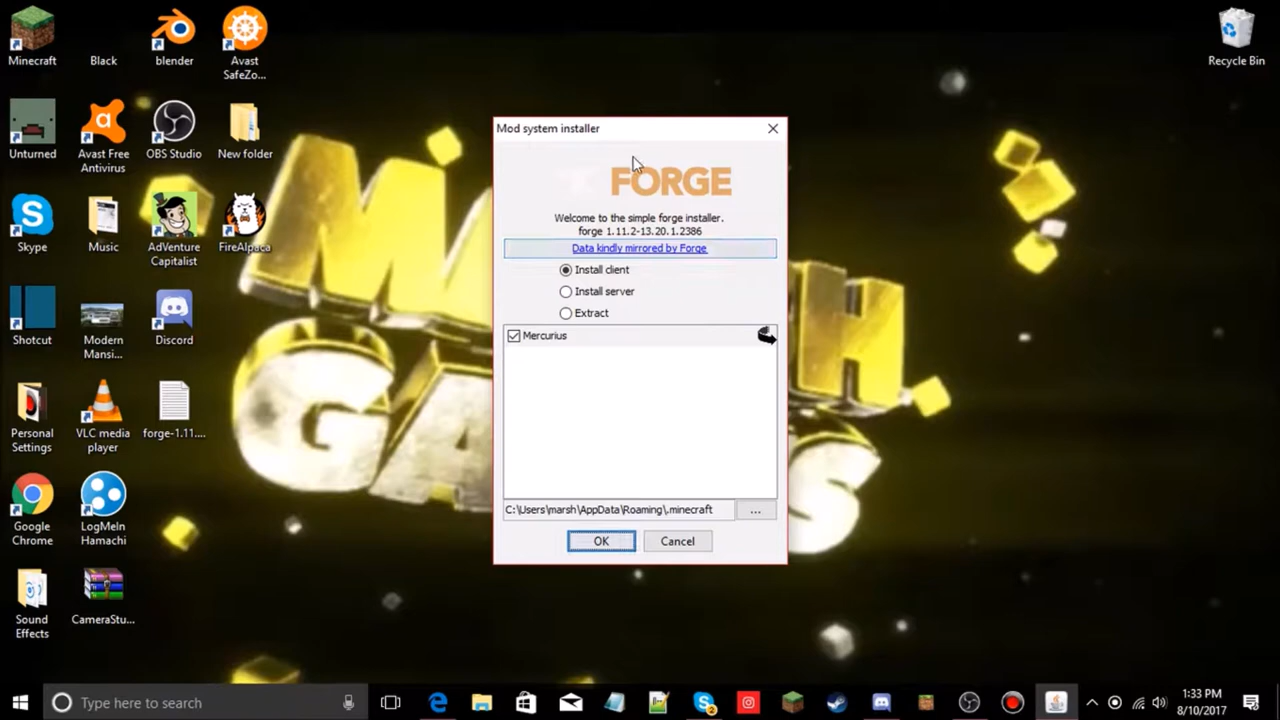 Minecraft
Black
blender
Avast
SafeZo...
Recycle Bin
Unturned
Avast Free
Antivirus
OBS Studio
New folder
Skype
Music
AdVenture
Capitalist
FireAlpaca
Shotcut
Modern
Mansi...
Discord
Personal
Settings
VLC media
player
forge-1.11....
Google
Chrome
LogMeIn
Hamachi
Sound
Effects
CameraStu...
Mod system installer
FORGE
Welcome to the simple forge installer.
forge 1.11.2-13.20.1.2386
Data kindly mirrored by Forge
Install client
Install server
Extract
Mercurius
C:\Users\marsh\AppData\Roaming\.minecraft
...
OK
Cancel
Type here to search
1:33 PM
8/10/2017